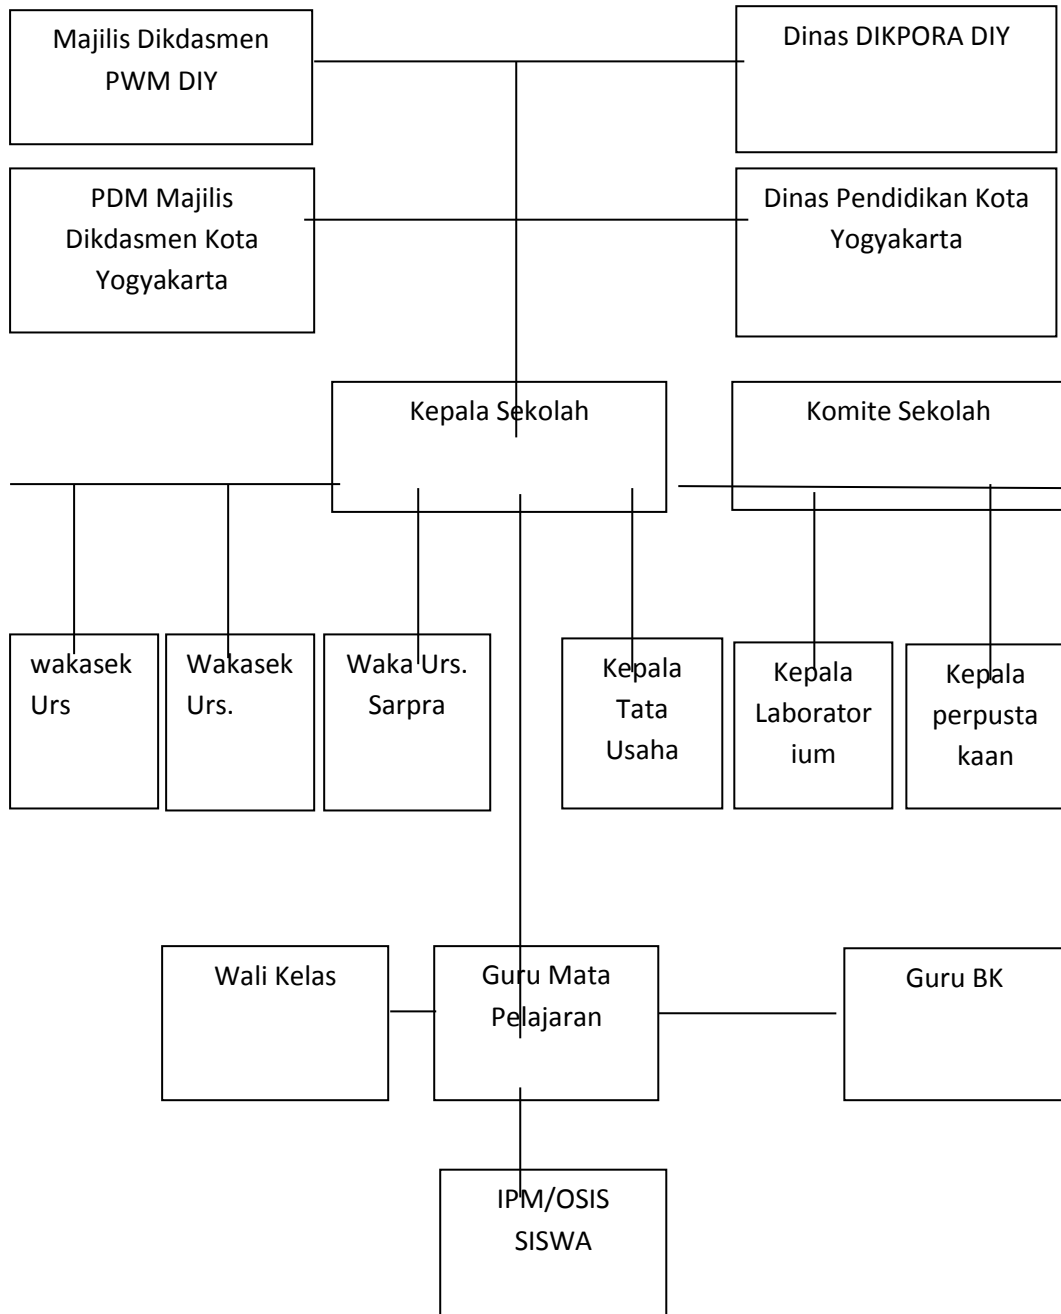 Majilis Dikdasmen
PWM DIY
Dinas DIKPORA DIY
PDM Majilis
Dikdasmen Kota
Yogyakarta
Dinas Pendidikan Kota
Yogyakarta
Kepala Sekolah
Komite Sekolah
wakasek
Urs
Wakasek
Urs.
Waka Urs.
Sarpra
Kepala
Tata
Usaha
Kepala
Laborator
ium
Kepala
perpusta
kaan
Wali Kelas
Guru Mata
Pelajaran
Guru BK
IPM/OSIS
SISWA